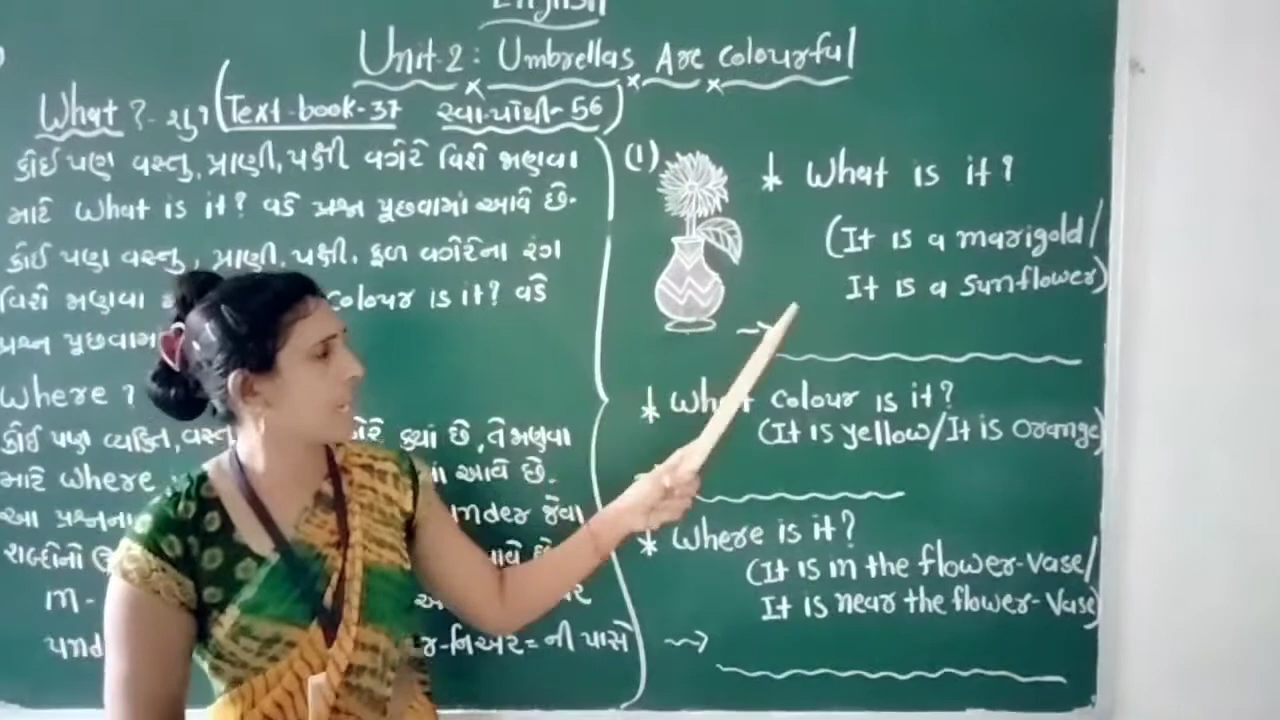 English
Unit-2 : Umbrellas Are colourful
What ?- શું? (Text-book-37 સ્વા.પોથી-56)
કોઈ પણ વસ્તુ, પ્રાણી, પક્ષી વગેરે વિશે જાણવા
માટે What is it? વડે પ્રશ્ન પૂછવામાં આવે છે.
કોઈ પણ વસ્તુ, પ્રાણી, પક્ષી, ફળ વગેરેના રંગ
વિશે જાણવા colour is it? વડે
પ્રશ્ન પૂછવામા
Where ?
કોઈ પણ વ્યક્તિ, વસ્તુ ક્યાં છે, તે જાણવા
માટે Where આવે છે.
આ પ્રશ્નના under જેવા
શબ્દોનો
in-
und ર-નિઅર = ની પાસે
(1) * What is it?
(It is a marigold/
It is a sunflower)
* What colour is it?
(It is yellow/It is orange)
* Where is it?
(It is in the flower-vase/
It is near the flower-vase)